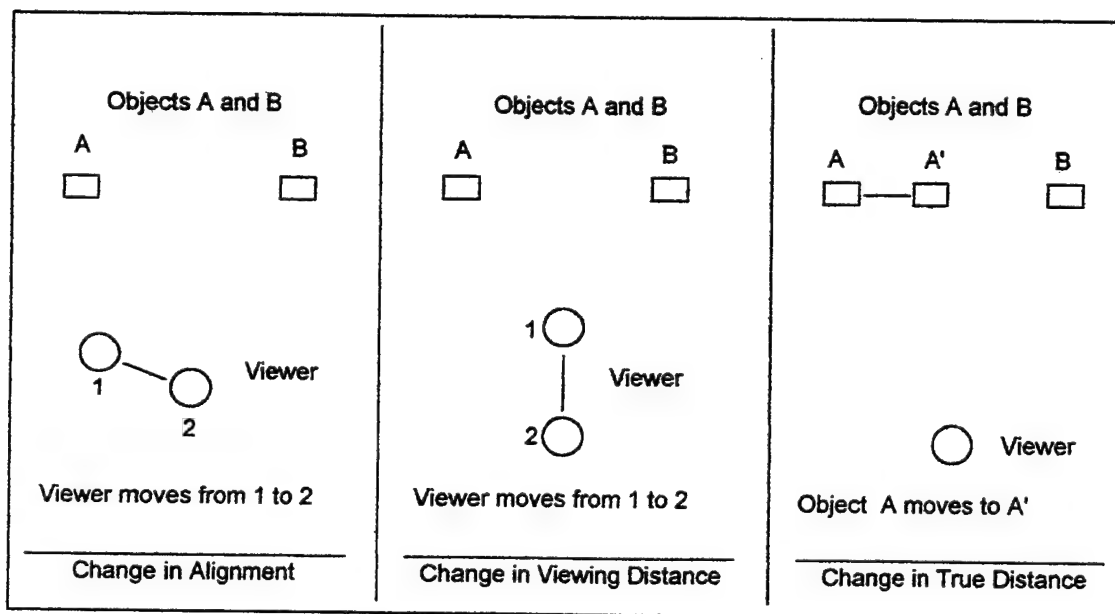 Objects A and B
A
B
1
2
Viewer
Viewer moves from 1 to 2
Change in Alignment
Objects A and B
A
B
1
Viewer
2
Viewer moves from 1 to 2
Change in Viewing Distance
Objects A and B
A
A'
B
Viewer
Object A moves to A'
Change in True Distance